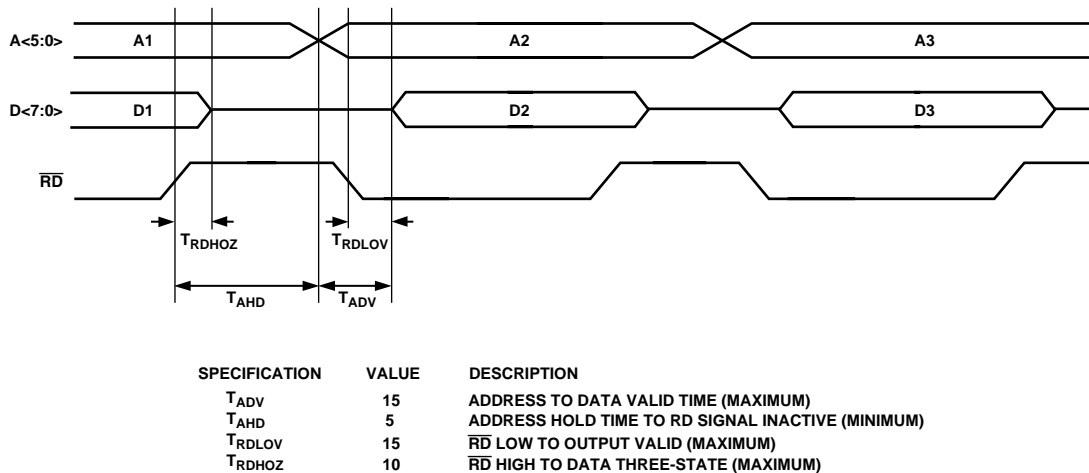 A<5:0> A1 A2 A3
D<7:0> D1 D2 D3
RD
TRDHOZ TRDLOV
TAHD TADV
SPECIFICATION VALUE DESCRIPTION
TADV 15 ADDRESS TO DATA VALID TIME (MAXIMUM)
TAHD 5 ADDRESS HOLD TIME TO RD SIGNAL INACTIVE (MINIMUM)
TRDLOV 15 RD LOW TO OUTPUT VALID (MAXIMUM)
TRDHOZ 10 RD HIGH TO DATA THREE-STATE (MAXIMUM)